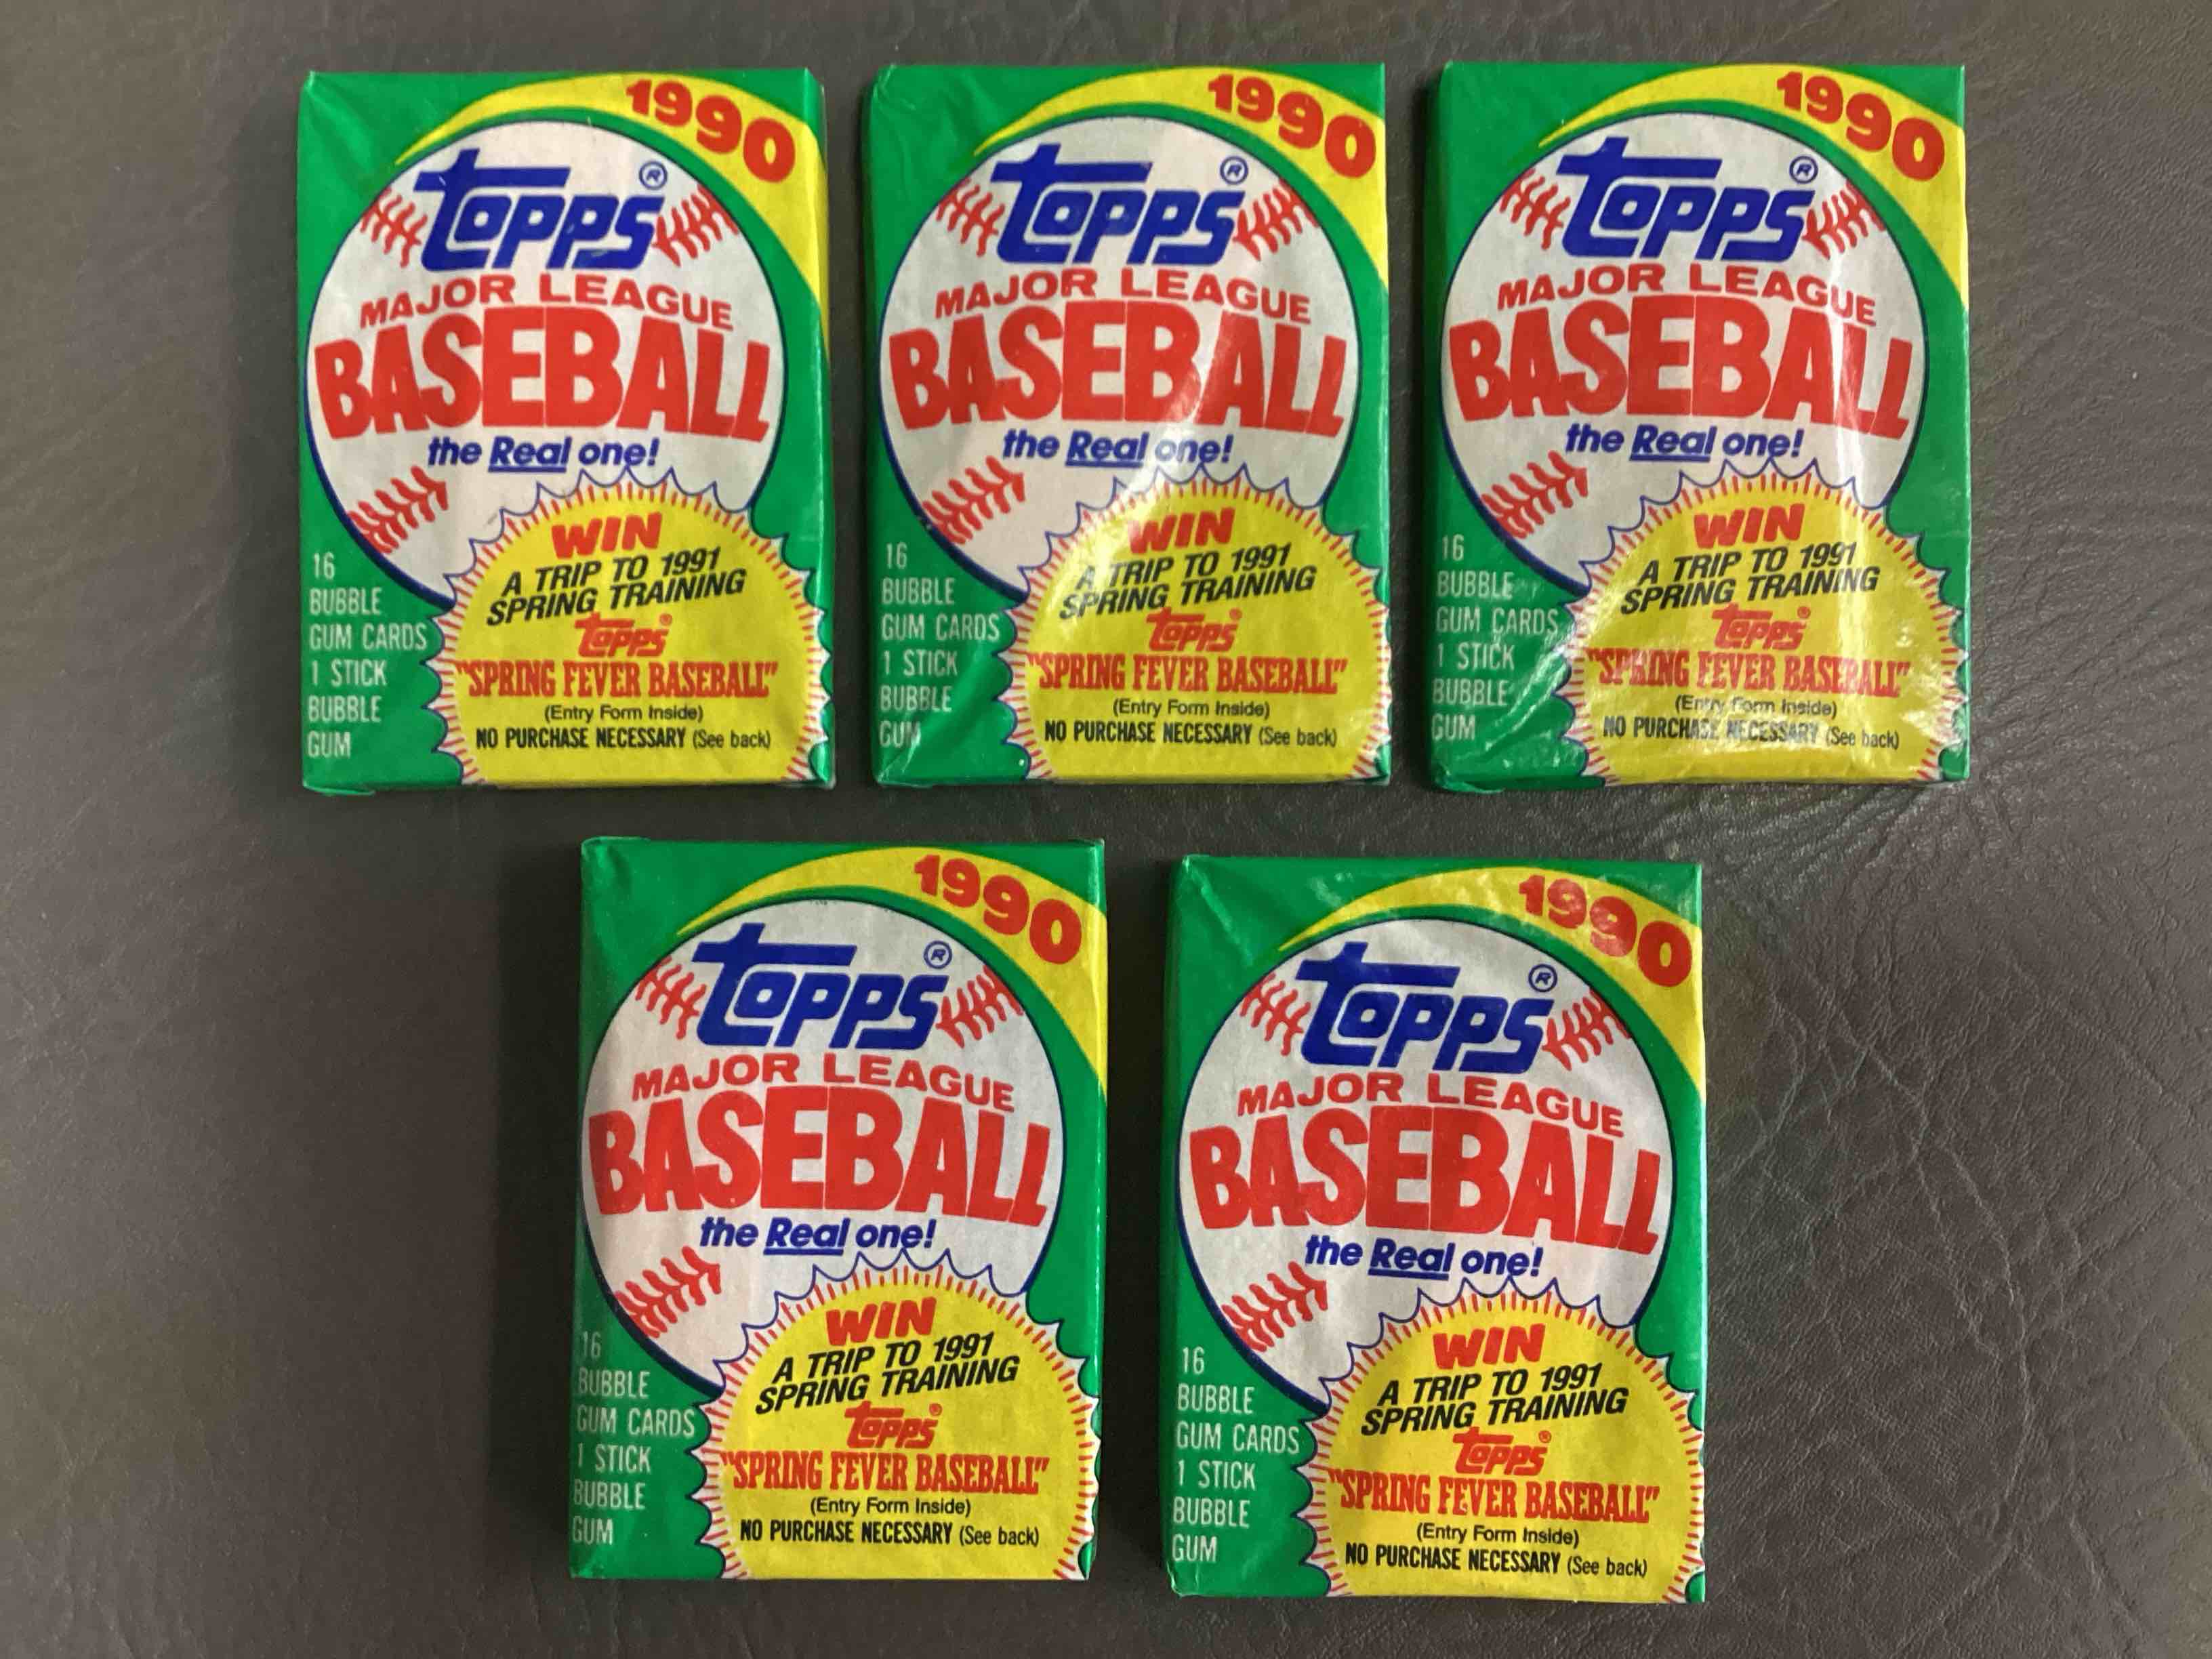 1990
Topps®
MAJOR LEAGUE
BASEBALL
the Real one!
WIN
A TRIP TO 1991
SPRING TRAINING
Topps®
"SPRING FEVER BASEBALL"
(Entry Form Inside)
NO PURCHASE NECESSARY (See back)
16
BUBBLE
GUM CARDS
1 STICK
BUBBLE
GUM
1990
Topps®
MAJOR LEAGUE
BASEBALL
the Real one!
WIN
A TRIP TO 1991
SPRING TRAINING
Topps®
"SPRING FEVER BASEBALL"
(Entry Form Inside)
NO PURCHASE NECESSARY (See back)
16
BUBBLE
GUM CARDS
1 STICK
BUBBLE
GUM
1990
Topps®
MAJOR LEAGUE
BASEBALL
the Real one!
WIN
A TRIP TO 1991
SPRING TRAINING
Topps®
"SPRING FEVER BASEBALL"
(Entry Form Inside)
NO PURCHASE NECESSARY (See back)
16
BUBBLE
GUM CARDS
1 STICK
BUBBLE
GUM
1990
Topps®
MAJOR LEAGUE
BASEBALL
the Real one!
WIN
A TRIP TO 1991
SPRING TRAINING
Topps®
"SPRING FEVER BASEBALL"
(Entry Form Inside)
NO PURCHASE NECESSARY (See back)
16
BUBBLE
GUM CARDS
1 STICK
BUBBLE
GUM
1990
Topps®
MAJOR LEAGUE
BASEBALL
the Real one!
WIN
A TRIP TO 1991
SPRING TRAINING
Topps®
"SPRING FEVER BASEBALL"
(Entry Form Inside)
NO PURCHASE NECESSARY (See back)
16
BUBBLE
GUM CARDS
1 STICK
BUBBLE
GUM